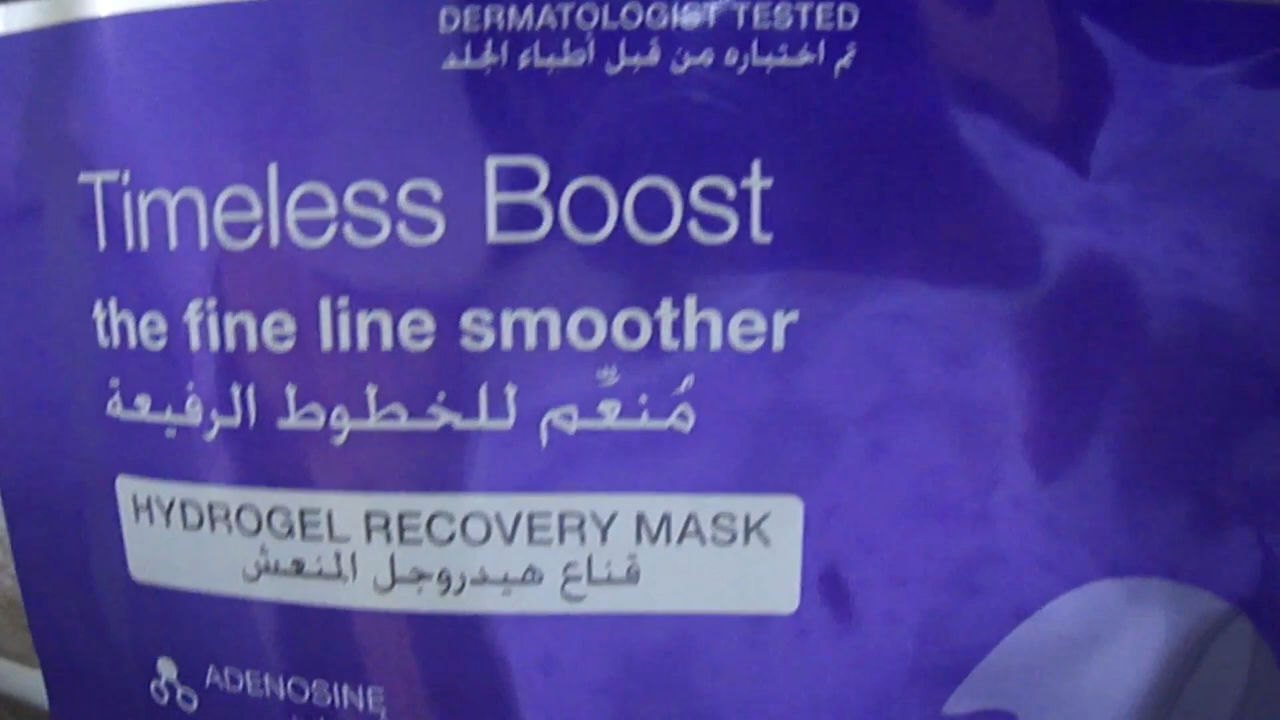 DERMATOLOGIST TESTED
تم اختباره من قبل أطباء الجلد
Timeless Boost
the fine line smoother
مُنعَّم للخطوط الرفيعة
HYDROGEL RECOVERY MASK
قناع هيدروجل المنعش
ADENOSINE